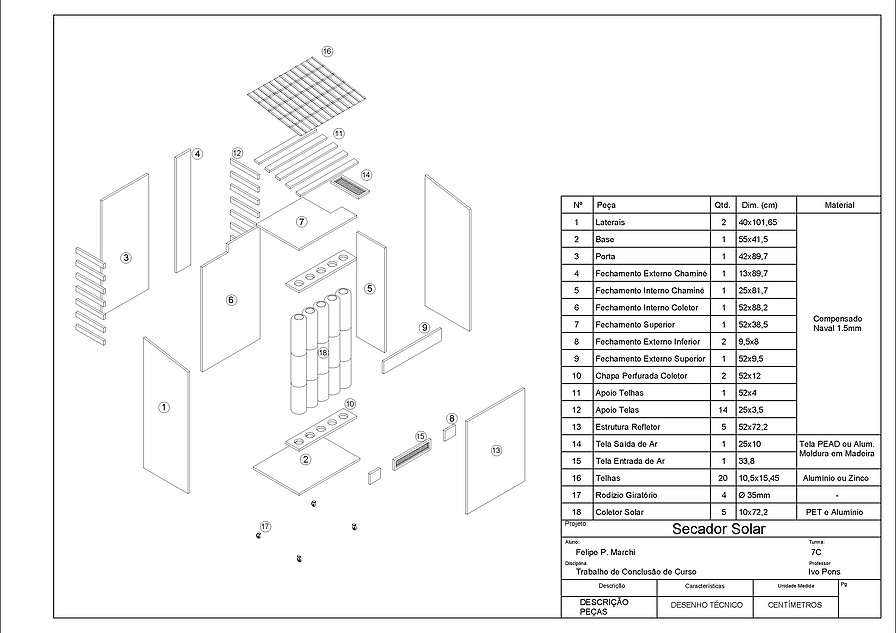 16
11
4
12
14
7
3
5
6
9
18
1
10
8
15
13
2
17
Nº Peça Qtd. Dim. (cm) Material
1 Laterais 2 40x101,65
2 Base 1 55x41,5
3 Porta 1 42x89,7
4 Fechamento Externo Chaminé 1 13x89,7
5 Fechamento Interno Chaminé 1 25x81,7
6 Fechamento Interno Coletor 1 52x88,2
7 Fechamento Superior 1 52x38,5
8 Fechamento Externo Inferior 2 9,5x8
9 Fechamento Externo Superior 1 52x9,5
10 Chapa Perfurada Coletor 2 52x12
11 Apoio Telhas 1 52x4
12 Apoio Telas 14 25x3,5
13 Estrutura Refletor 5 52x72,2
Compensado
Naval 1.5mm
14 Tela Saída de Ar 1 25x10
15 Tela Entrada de Ar 1 33,8
Tela PEAD ou Alum.
Moldura em Madeira
16 Telhas 20 10,5x15,45 Alumínio ou Zinco
17 Rodízio Giratório 4 Ø 35mm -
18 Coletor Solar 5 10x72,2 PET e Alumínio
Projeto:
Secador Solar
Aluno: Turma:
Felipe P. Marchi 7C
Disciplina Professor
Trabalho de Conclusão de Curso Ivo Pons
Descrição Características Unidade Medida Pg
DESCRIÇÃO
PEÇAS
DESENHO TÉCNICO CENTÍMETROS